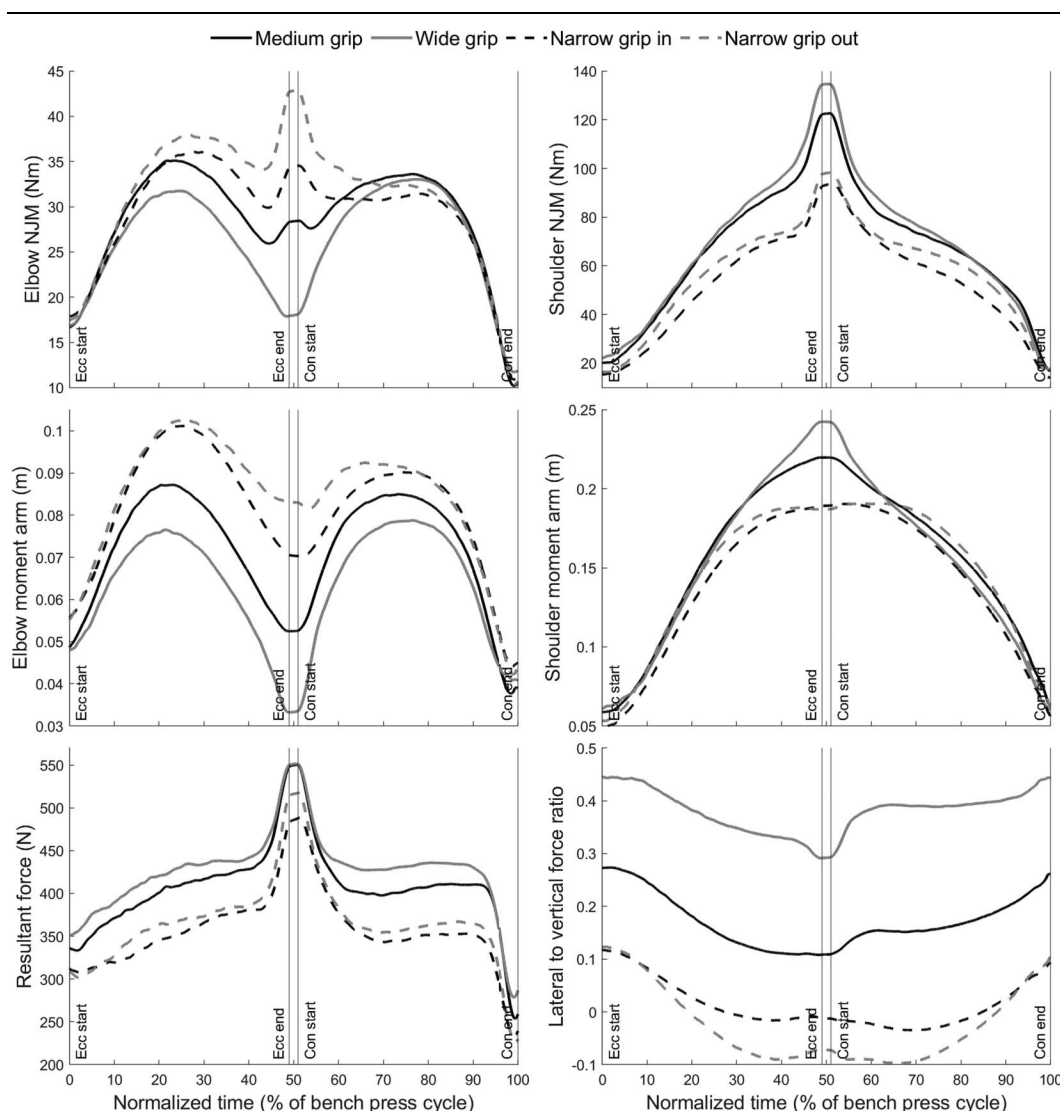 Medium grip Wide grip Narrow grip in Narrow grip out
45
40
35
30
25
20
15
10
Elbow NJM (Nm)
Ecc start
Ecc end
Con start
Con end
140
120
100
80
60
40
20
Shoulder NJM (Nm)
Ecc start
Ecc end
Con start
Con end
0.1
0.09
0.08
0.07
0.06
0.05
0.04
0.03
Elbow moment arm (m)
Ecc start
Ecc end
Con start
Con end
0.25
0.2
0.15
0.1
0.05
Shoulder moment arm (m)
Ecc start
Ecc end
Con start
Con end
550
500
450
400
350
300
250
200
Resultant force (N)
Ecc start
Ecc end
Con start
Con end
0 10 20 30 40 50 60 70 80 90 100
Normalized time (% of bench press cycle)
0.5
0.4
0.3
0.2
0.1
0
-0.1
Lateral to vertical force ratio
Ecc start
Ecc end
Con start
Con end
0 10 20 30 40 50 60 70 80 90 100
Normalized time (% of bench press cycle)